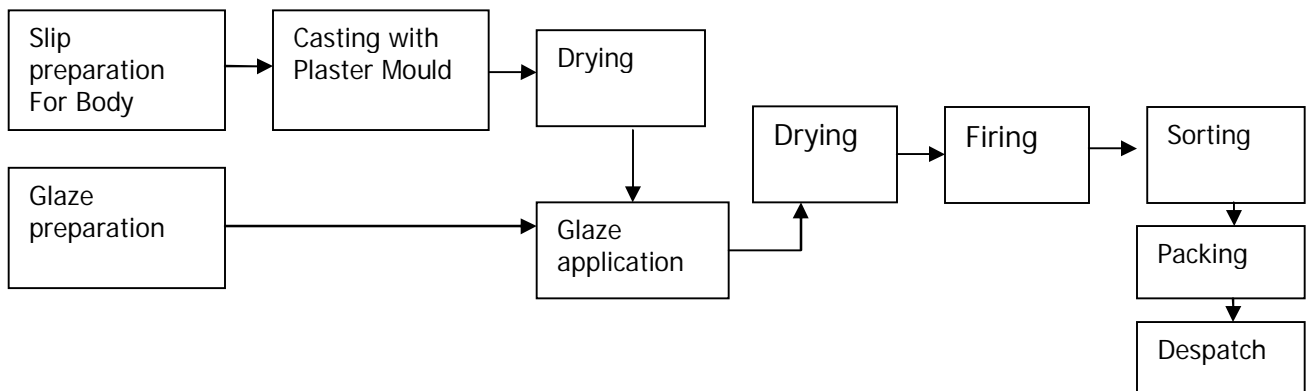 Slip
preparation
For Body
Casting with
Plaster Mould
Drying
Glaze
preparation
Glaze
application
Drying
Firing
Sorting
Packing
Despatch